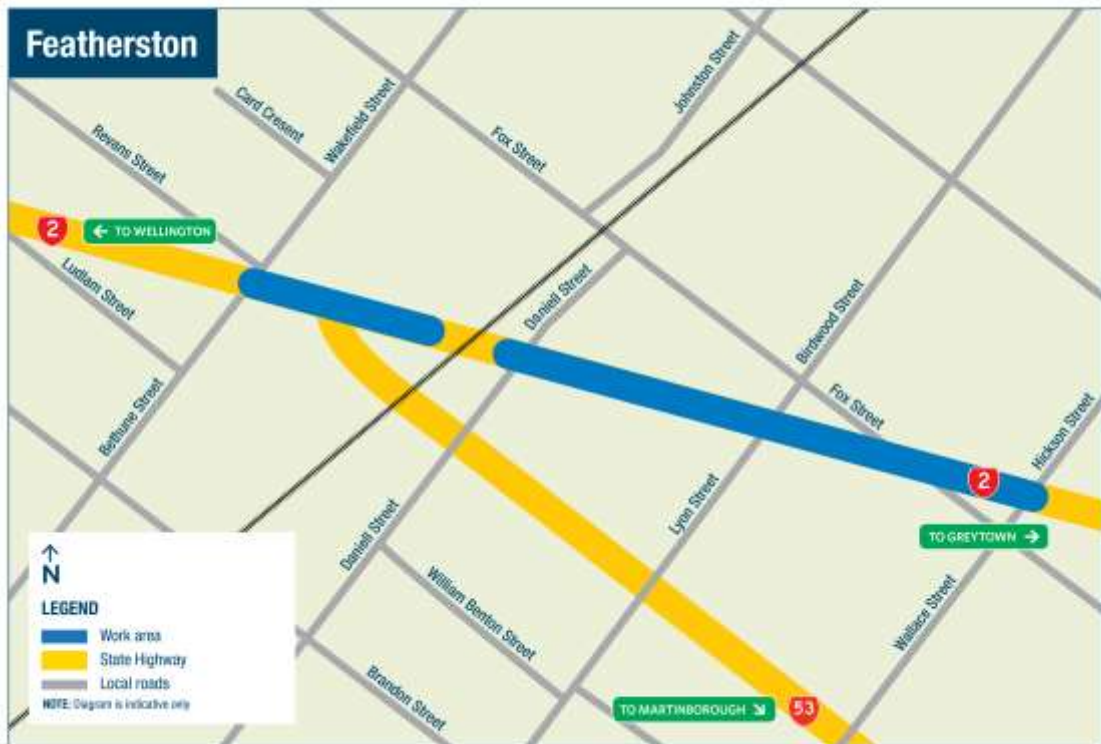 Featherston
Card Cresent
Wakefield Street
Johnston Street
Revans Street
Fox Street
2
← TO WELLINGTON
Ludlam Street
Daniell Street
Birdwood Street
Bethune Street
Fox Street
Hickson Street
2
TO GREYTOWN →
Lyon Street
Daniell Street
William Benton Street
Wallace Street
Brandon Street
TO MARTINBOROUGH ↘
53
↑
N
LEGEND
Work area
State Highway
Local roads
NOTE: Diagram is indicative only